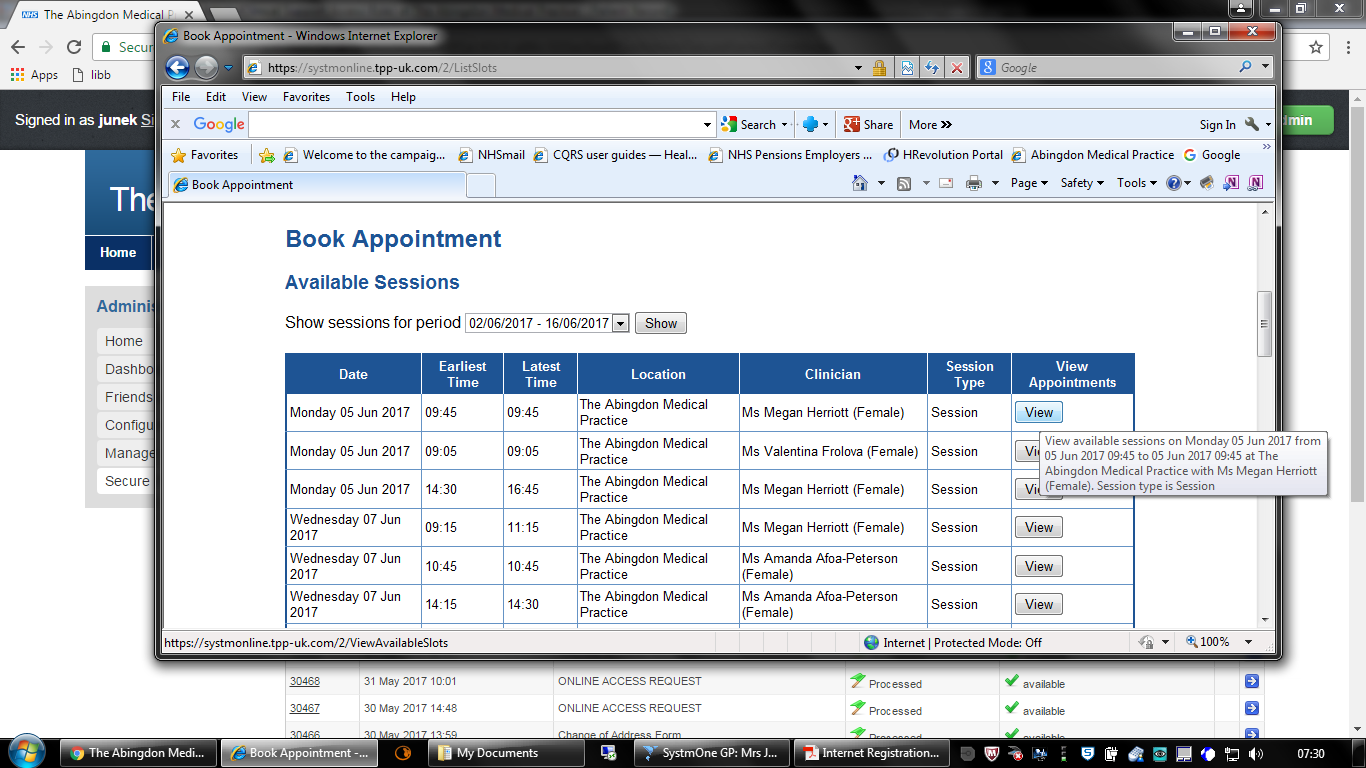 The Abingdon Medical P
Book Appointment - Windows Internet Explorer
Secur
https://systmonline.tpp-uk.com/2/ListSlots
Google
Apps
libb
File Edit View Favorites Tools Help
Google
Search
Share
More »
Sign In
Signed in as junek Si
dmin
Favorites
Welcome to the campaig...
NHSmail
CQRS user guides — Heal...
NHS Pensions Employers ...
HRevolution Portal
Abingdon Medical Practice
Google
Book Appointment
Page
Safety
Tools
The
Home
Book Appointment
Available Sessions
Show sessions for period 02/06/2017 - 16/06/2017 Show
Adminis
Home
Dashbo
Friends
Configu
Manage
Secure
Date Earliest Time Latest Time Location Clinician Session Type View Appointments
Monday 05 Jun 2017 09:45 09:45 The Abingdon Medical Practice Ms Megan Herriott (Female) Session View
Monday 05 Jun 2017 09:05 09:05 The Abingdon Medical Practice Ms Valentina Frolova (Female) Session Vi
Monday 05 Jun 2017 14:30 16:45 The Abingdon Medical Practice Ms Megan Herriott (Female) Session Vi
View available sessions on Monday 05 Jun 2017 from
05 Jun 2017 09:45 to 05 Jun 2017 09:45 at The
Abingdon Medical Practice with Ms Megan Herriott
(Female). Session type is Session
Wednesday 07 Jun 2017 09:15 11:15 The Abingdon Medical Practice Ms Megan Herriott (Female) Session View
Wednesday 07 Jun 2017 10:45 10:45 The Abingdon Medical Practice Ms Amanda Afoa-Peterson (Female) Session View
Wednesday 07 Jun 2017 14:15 14:30 The Abingdon Medical Practice Ms Amanda Afoa-Peterson (Female) Session View
https://systmonline.tpp-uk.com/2/ViewAvailableSlots
Internet | Protected Mode: Off
100%
30468 31 May 2017 10:01 ONLINE ACCESS REQUEST Processed available
30467 30 May 2017 14:48 ONLINE ACCESS REQUEST Processed available
30466 30 May 2017 13:59 Change of Address Form Processed available
The Abingdon Medi...
Book Appointment -...
My Documents
SystmOne GP: Mrs J...
Internet Registration...
07:30